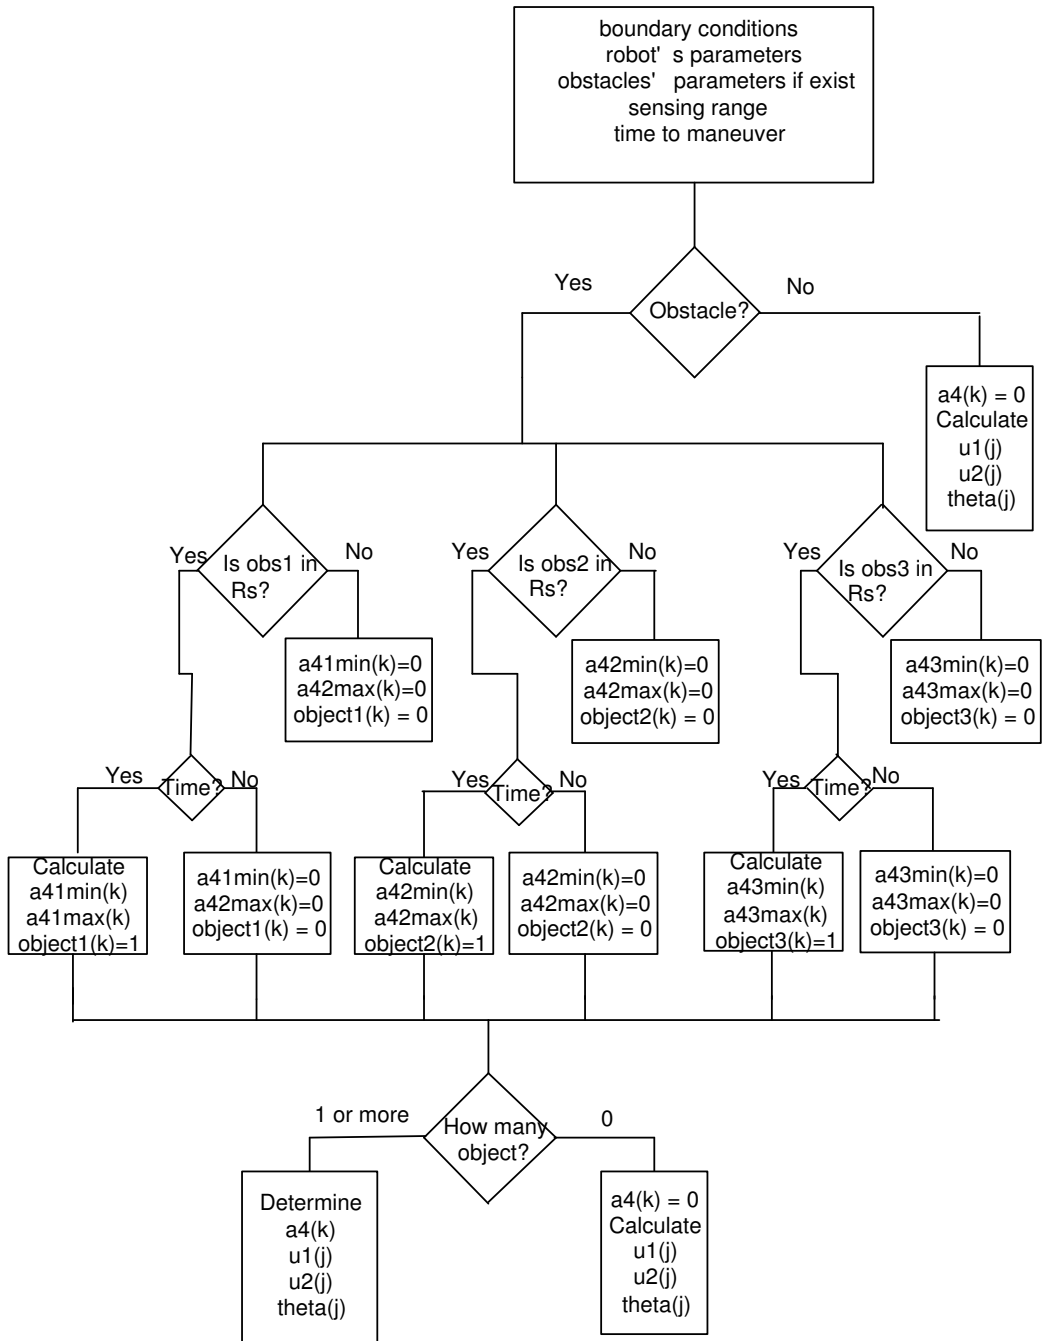 boundary conditions
robot' s parameters
obstacles' parameters if exist
sensing range
time to maneuver
Yes
No
Obstacle?
a4(k) = 0
Calculate
u1(j)
u2(j)
theta(j)
Yes
No
Is obs1 in
Rs?
Yes
No
Is obs2 in
Rs?
Yes
No
Is obs3 in
Rs?
a41min(k)=0
a42max(k)=0
object1(k) = 0
a42min(k)=0
a42max(k)=0
object2(k) = 0
a43min(k)=0
a43max(k)=0
object3(k) = 0
Yes
Time?
No
Yes
Time?
No
Yes
Time?
No
Calculate
a41min(k)
a41max(k)
object1(k)=1
a41min(k)=0
a42max(k)=0
object1(k) = 0
Calculate
a42min(k)
a42max(k)
object2(k)=1
a42min(k)=0
a42max(k)=0
object2(k) = 0
Calculate
a43min(k)
a43max(k)
object3(k)=1
a43min(k)=0
a43max(k)=0
object3(k) = 0
1 or more
How many
object?
0
Determine
a4(k)
u1(j)
u2(j)
theta(j)
a4(k) = 0
Calculate
u1(j)
u2(j)
theta(j)